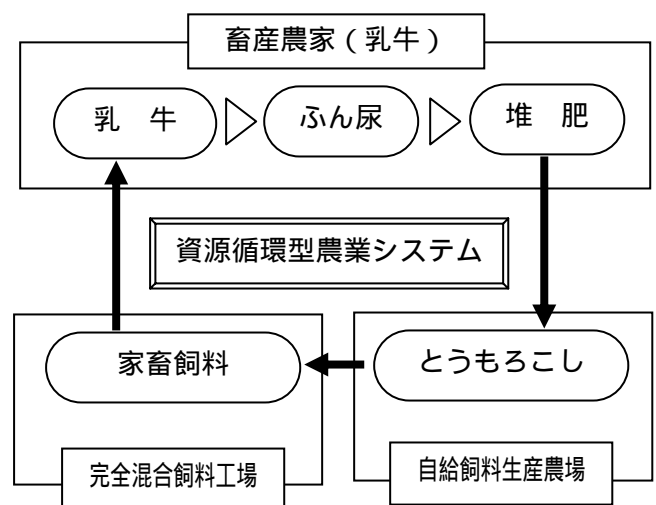 畜産農家(乳牛)
乳 牛
ふん尿
堆 肥
資源循環型農業システム
家畜飼料
とうもろこし
完全混合飼料工場
自給飼料生産農場